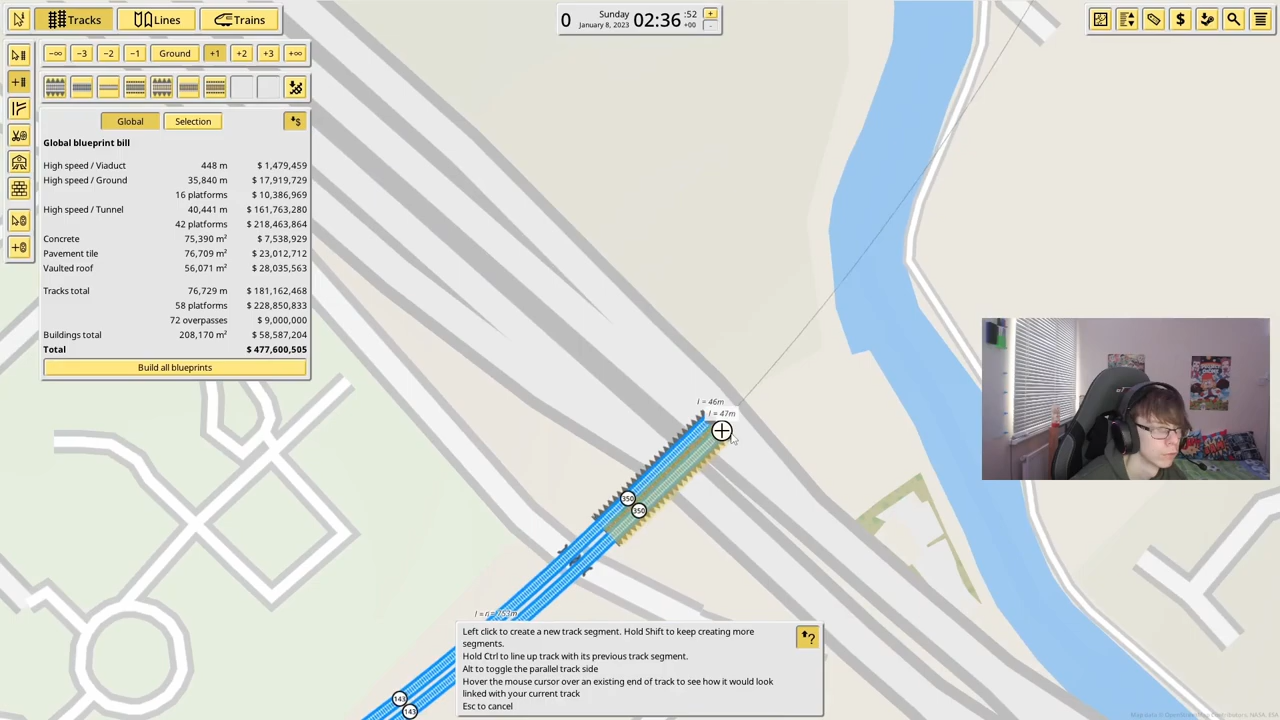 Tracks
Lines
Trains
0
Sunday
January 8, 2023
02:36
:52
+00
+
-
-∞
-3
-2
-1
Ground
+1
+2
+3
+∞
Global
Selection
$
Global blueprint bill
High speed / Viaduct 448 m $ 1,479,459
High speed / Ground 35,840 m $ 17,919,729
16 platforms $ 10,386,969
High speed / Tunnel 40,441 m $ 161,763,280
42 platforms $ 218,463,864
Concrete 75,390 m² $ 7,538,929
Pavement tile 76,709 m² $ 23,012,712
Vaulted roof 56,071 m² $ 28,035,563
Tracks total 76,729 m $ 181,162,468
58 platforms $ 228,850,833
72 overpasses $ 9,000,000
Buildings total 208,170 m² $ 58,587,204
Total $ 477,600,505
Build all blueprints
l = 46m
l = 47m
350
350
143
143
Left click to create a new track segment. Hold Shift to keep creating more
segments.
Hold Ctrl to line up track with its previous track segment.
Alt to toggle the parallel track side
Hover the mouse cursor over an existing end of track to see how it would look
linked with your current track
Esc to cancel
?